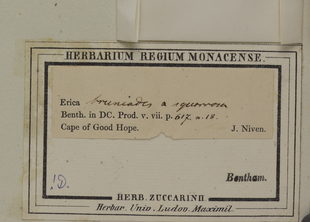 HERBARIUM REGIUM MONACENSE.
Erica bruniades a squarrosa
Benth. in DC. Prod. v. vii. p. 617. n. 18.
Cape of Good Hope. J. Niven.
Bentham.
!D.
HERB. ZUCCARINII
Herbar. Univ. Ludov. Maximil.